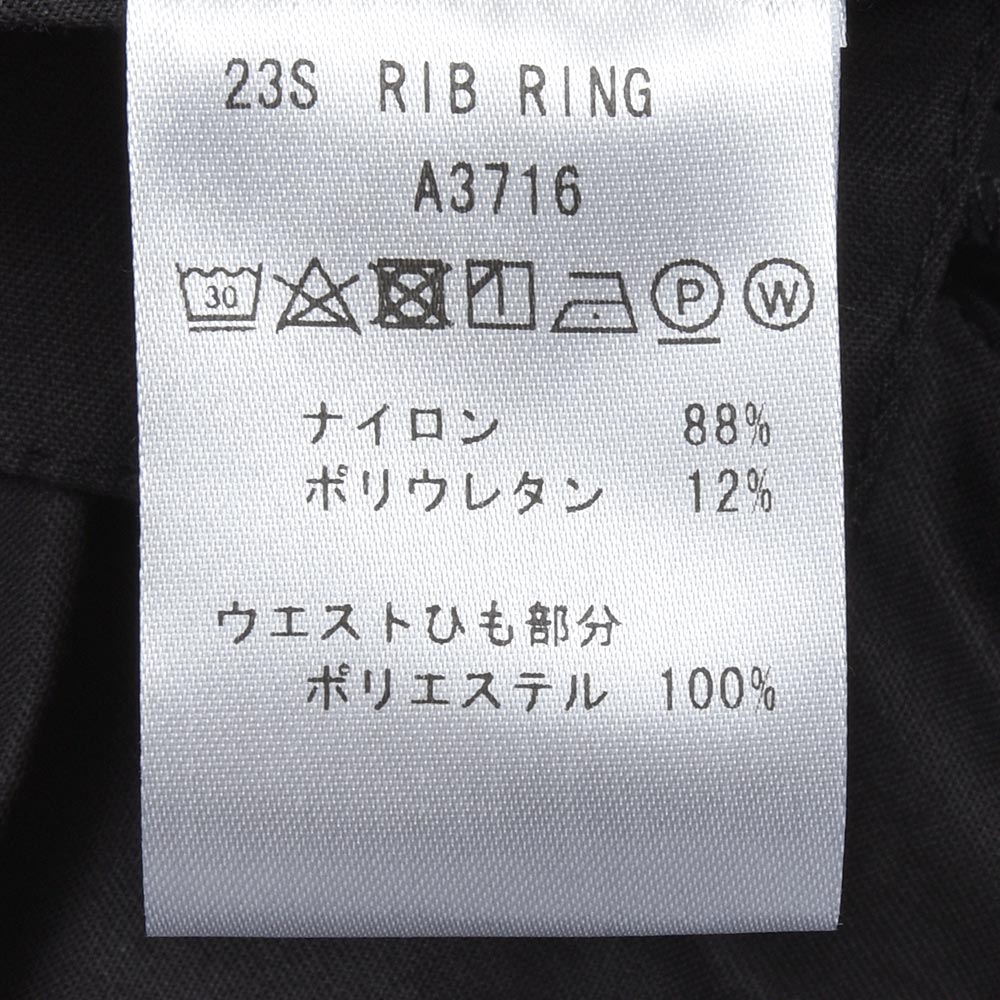 23S RIB RING
A3716
30 P W
ナイロン 88%
ポリウレタン 12%
ウエストひも部分
ポリエステル 100%